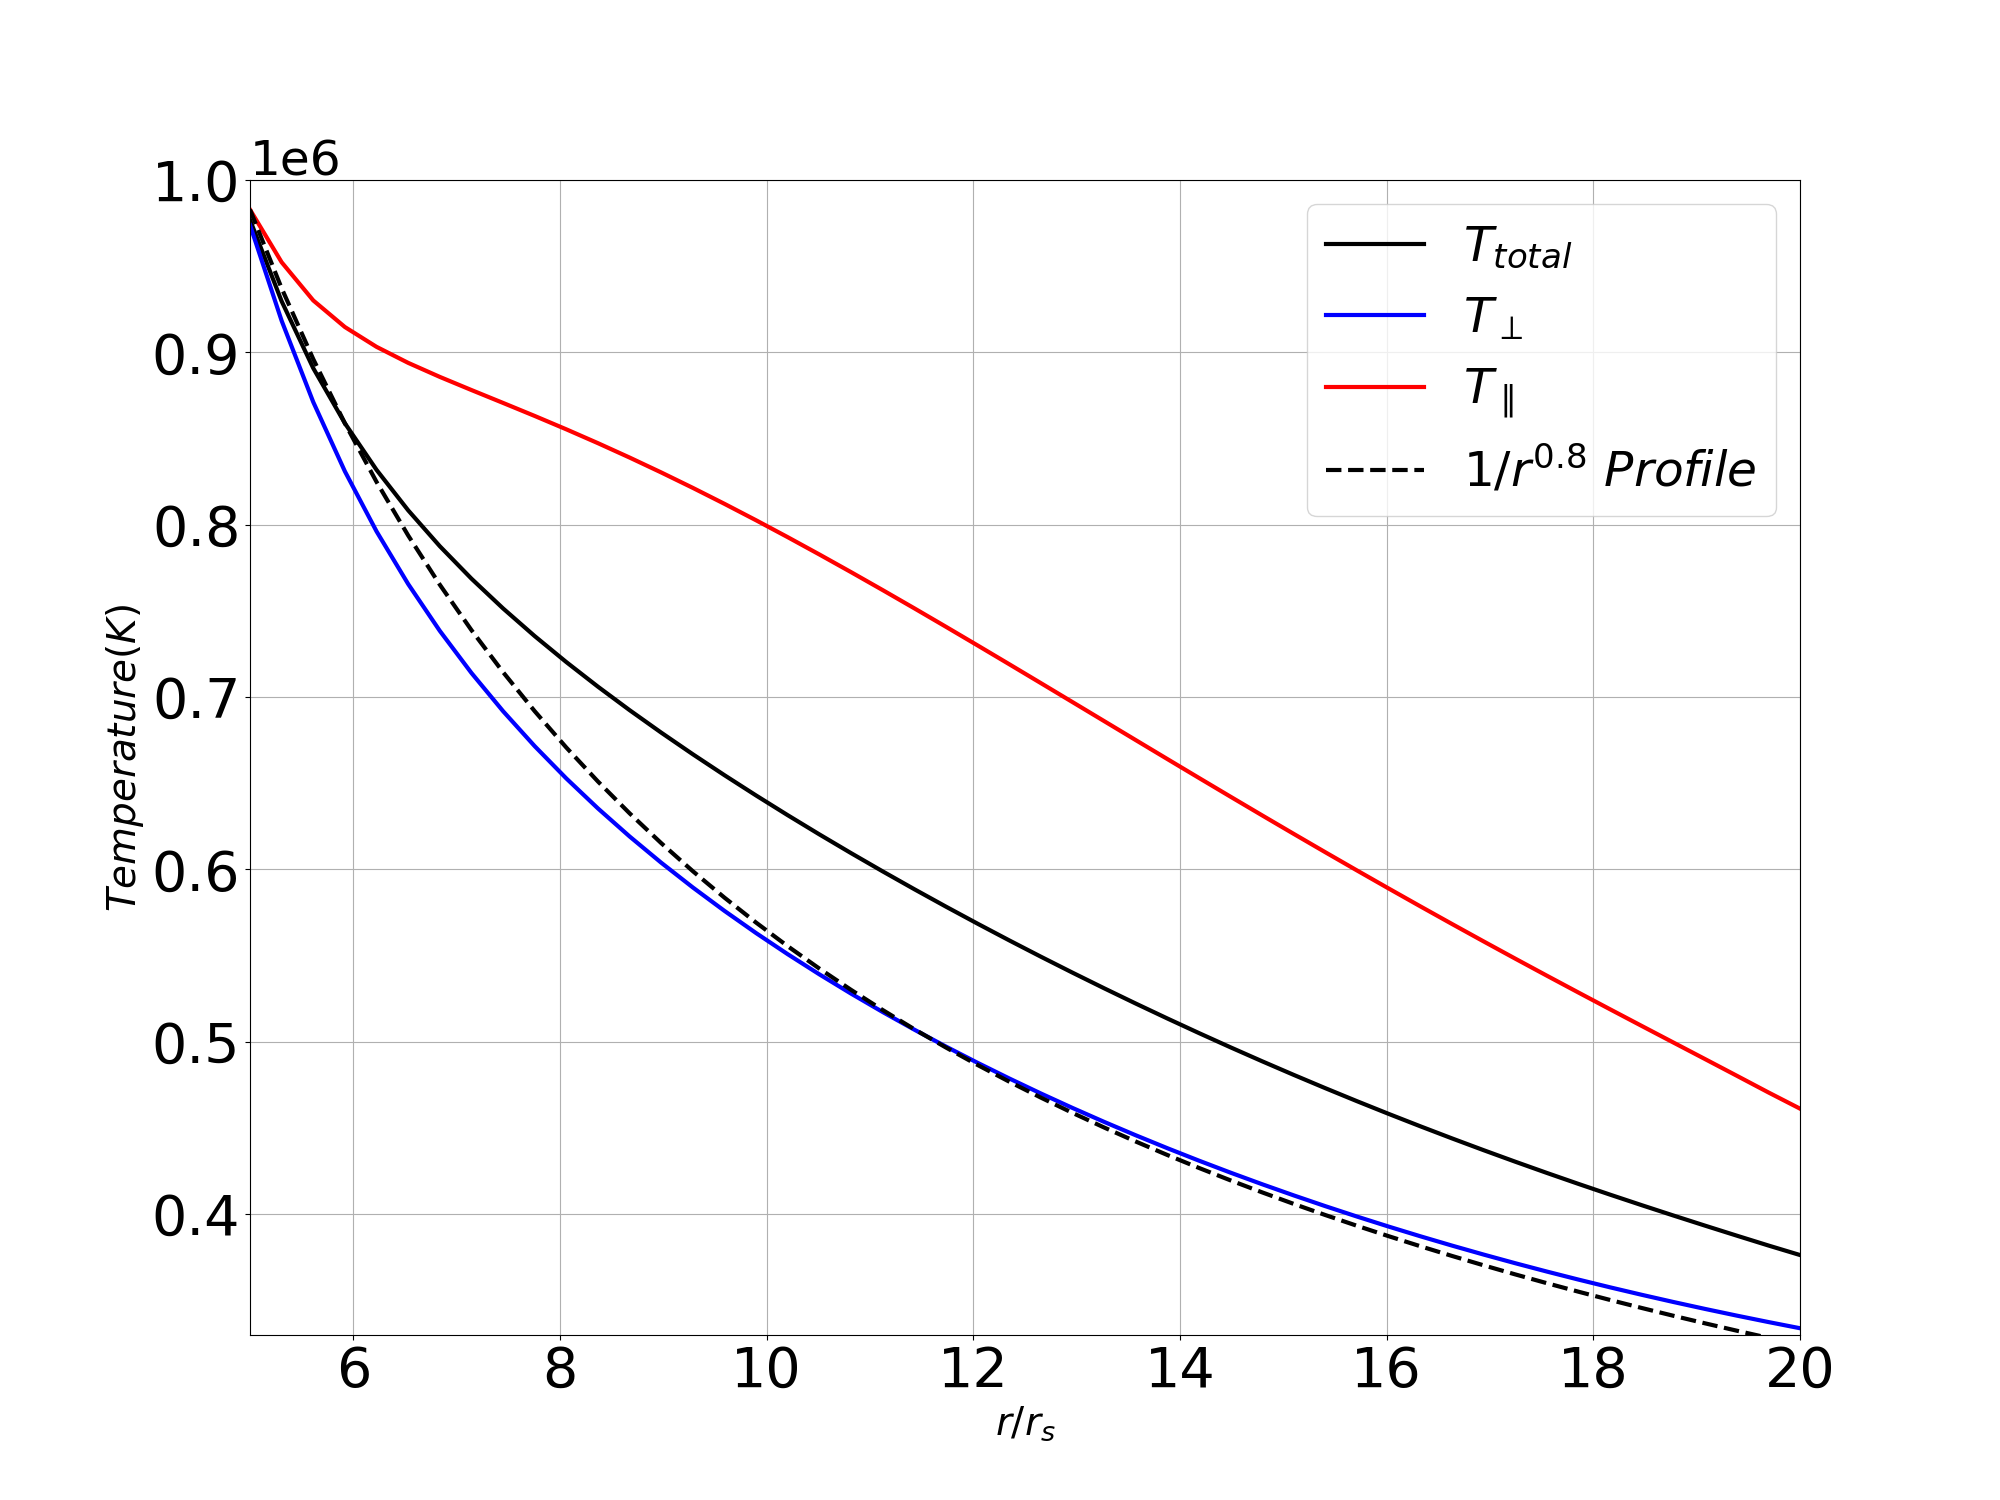 1e6
1.0
0.9
0.8
0.7
0.6
0.5
0.4
Temperature(K)
6 8 10 12 14 16 18 20
r/r_s
T_total
T_⊥
T_∥
1/r^0.8 Profile